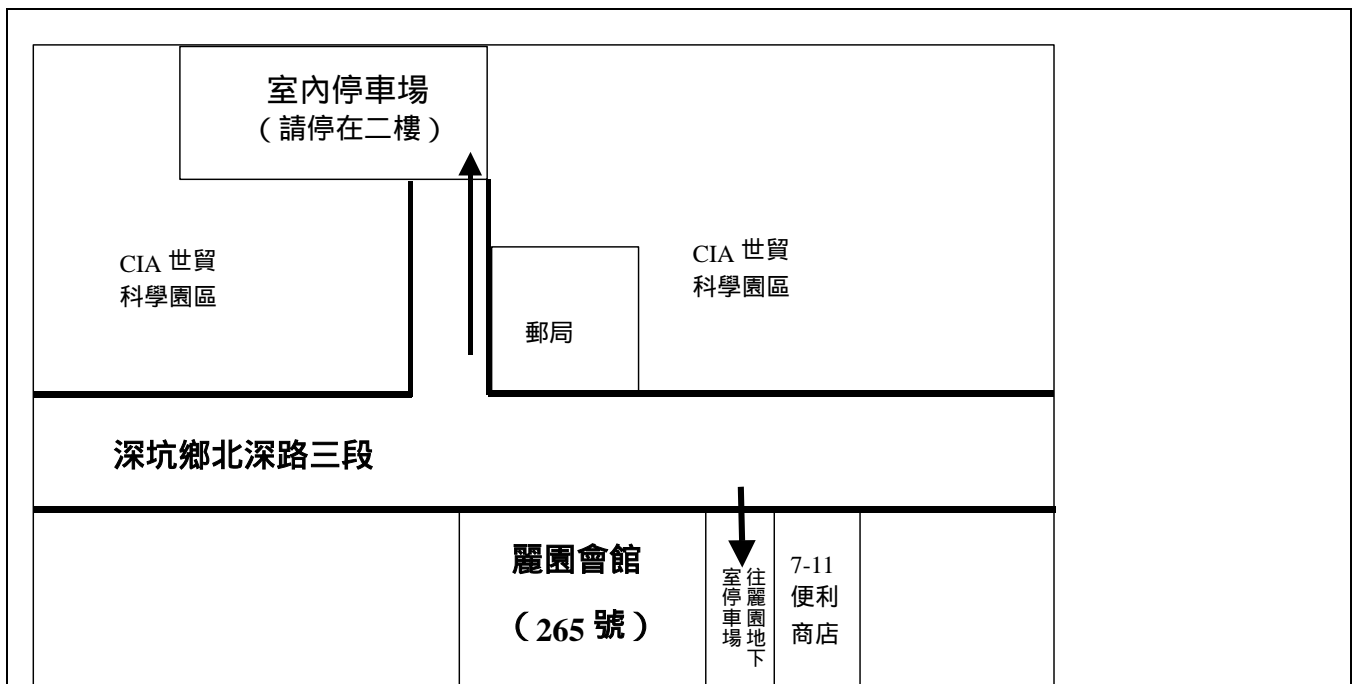 室內停車場
（請停在二樓）
CIA 世貿
科學園區
CIA 世貿
科學園區
郵局
深坑鄉北深路三段
麗園會館
（265 號）
往麗園地下
室停車場
7-11
便利
商店